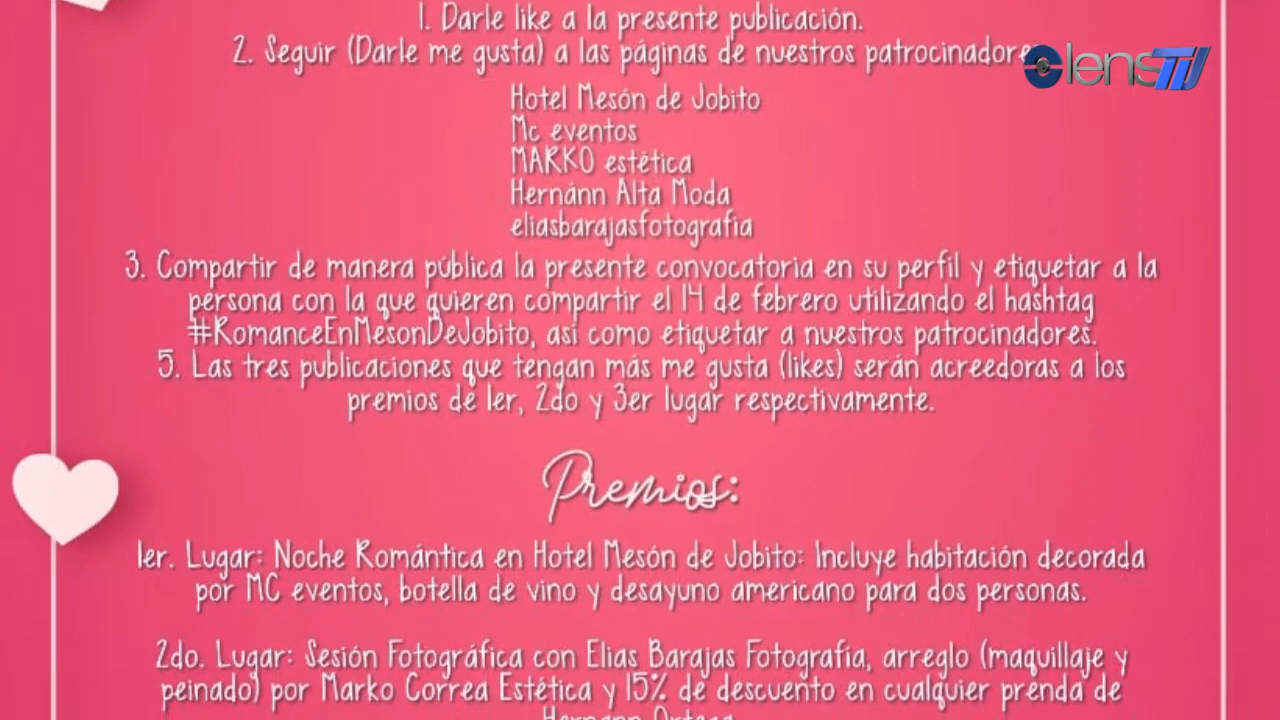 1. Darle like a la presente publicación.
2. Seguir (Darle me gusta) a las páginas de nuestros patrocinadore
lensTV
Hotel Mesón de Jobito
Mc eventos
MARKO estética
Hernánn Alta Moda
eliasbarajasfotografia
3. Compartir de manera pública la presente convocatoria en su perfil y etiquetar a la
persona con la que quieren compartir el 14 de febrero utilizando el hashtag
#RomanceEnMesonDeJobito, así como etiquetar a nuestros patrocinadores.
5. Las tres publicaciones que tengan más me gusta (likes) serán acreedoras a los
premios de 1er, 2do y 3er lugar respectivamente.
Premios:
1er. Lugar: Noche Romántica en Hotel Mesón de Jobito: Incluye habitación decorada
por MC eventos, botella de vino y desayuno americano para dos personas.
2do. Lugar: Sesión Fotográfica con Elias Barajas Fotografía, arreglo (maquillaje y
peinado) por Marko Correa Estética y 15% de descuento en cualquier prenda de
Hernánn Ortega